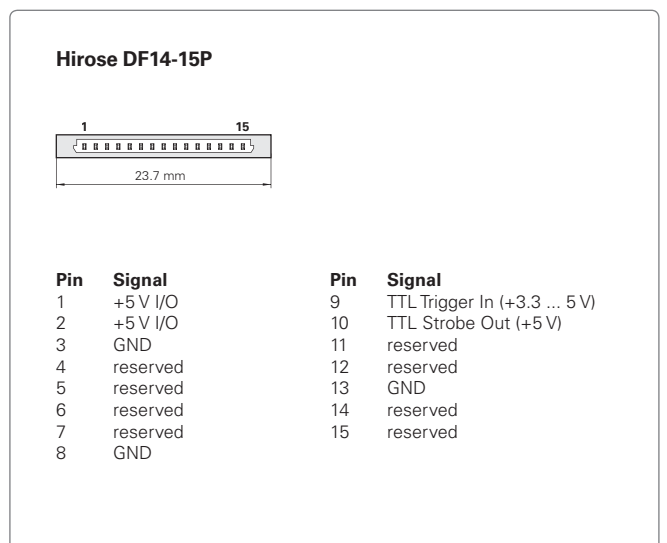 Hirose DF14-15P
1 15
23.7 mm
Pin Signal
1 +5 V I/O
2 +5 V I/O
3 GND
4 reserved
5 reserved
6 reserved
7 reserved
8 GND
Pin Signal
9 TTL Trigger In (+3.3 ... 5 V)
10 TTL Strobe Out (+5 V)
11 reserved
12 reserved
13 GND
14 reserved
15 reserved